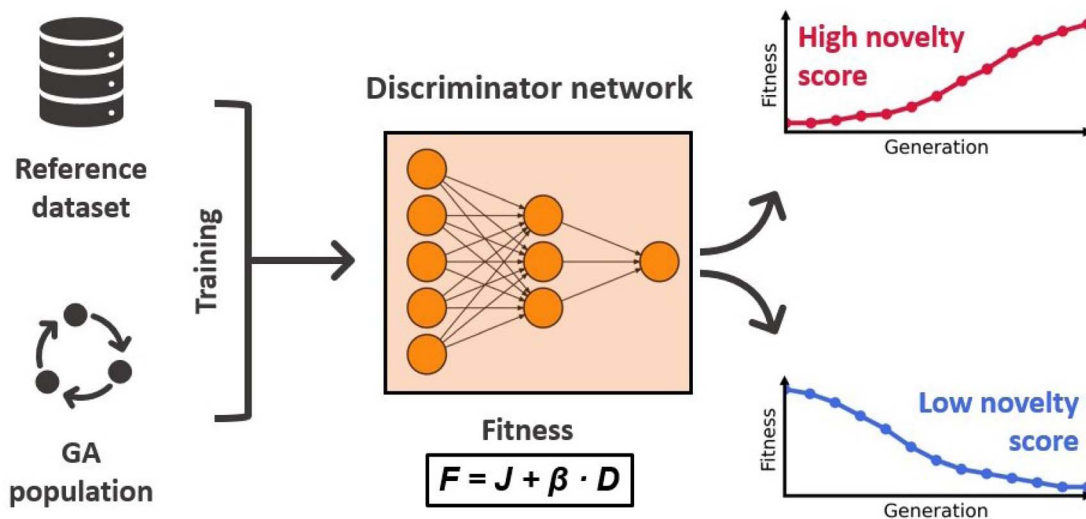 Reference
dataset
GA
population
Training
Discriminator network
Fitness
F = J + β · D
Fitness
High novelty
score
Generation
Fitness
Low novelty
score
Generation